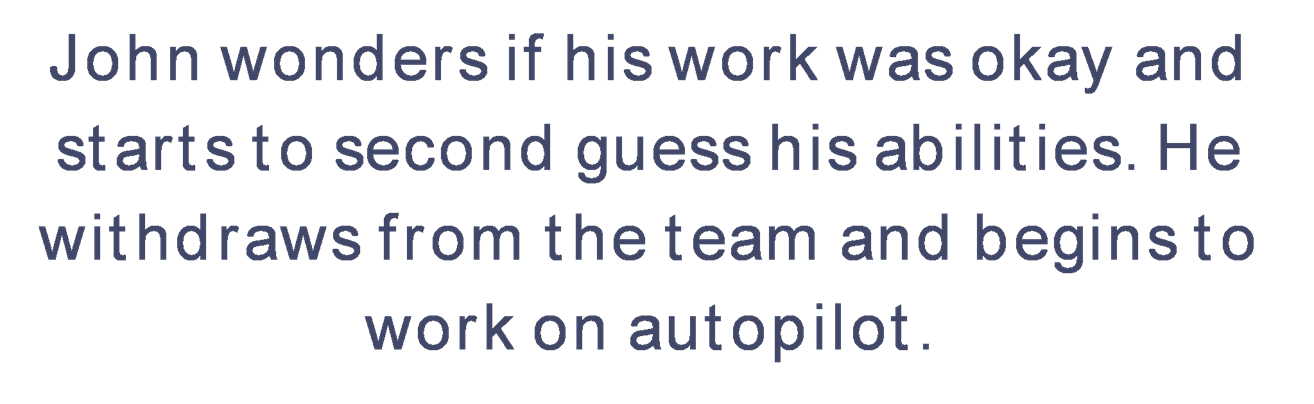 John wonders if his work was okay and
starts to second guess his abilities. He
withdraws from the team and begins to
work on autopilot.